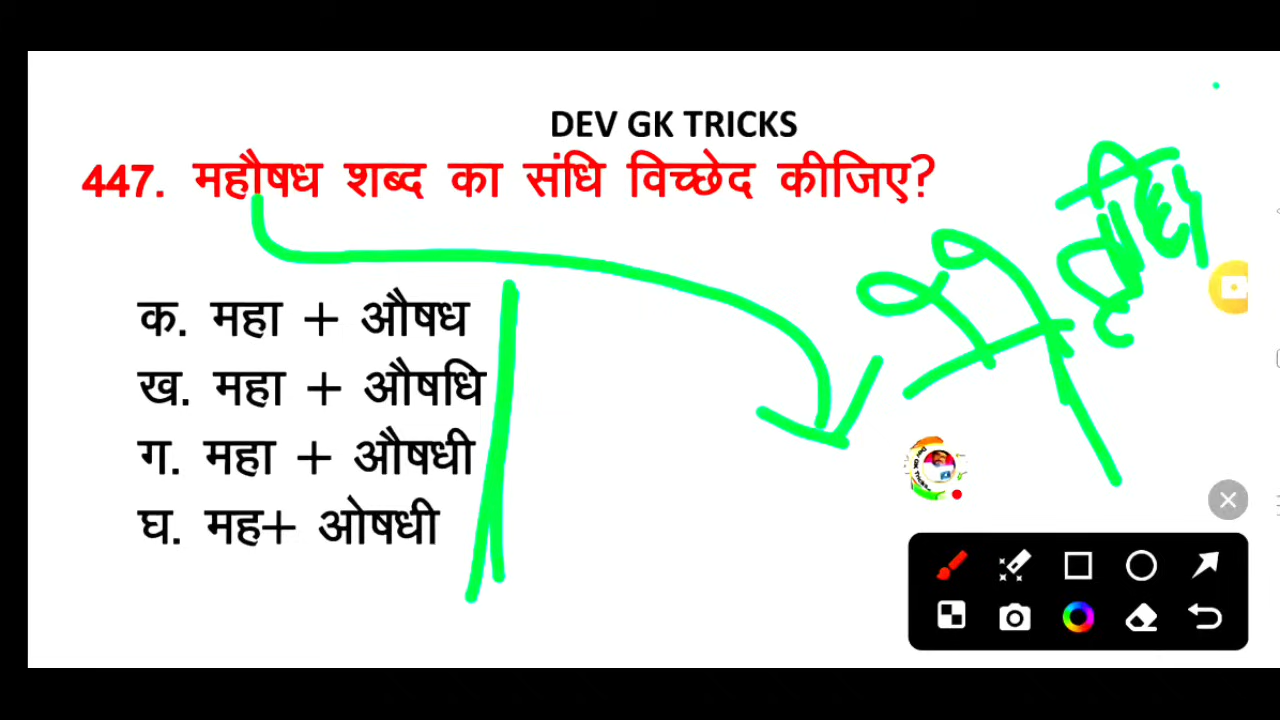 DEV GK TRICKS
447. महौषध शब्द का संधि विच्छेद कीजिए?
क. महा + औषध
ख. महा + औषधि
ग. महा + औषधी
घ. मह+ ओषधी